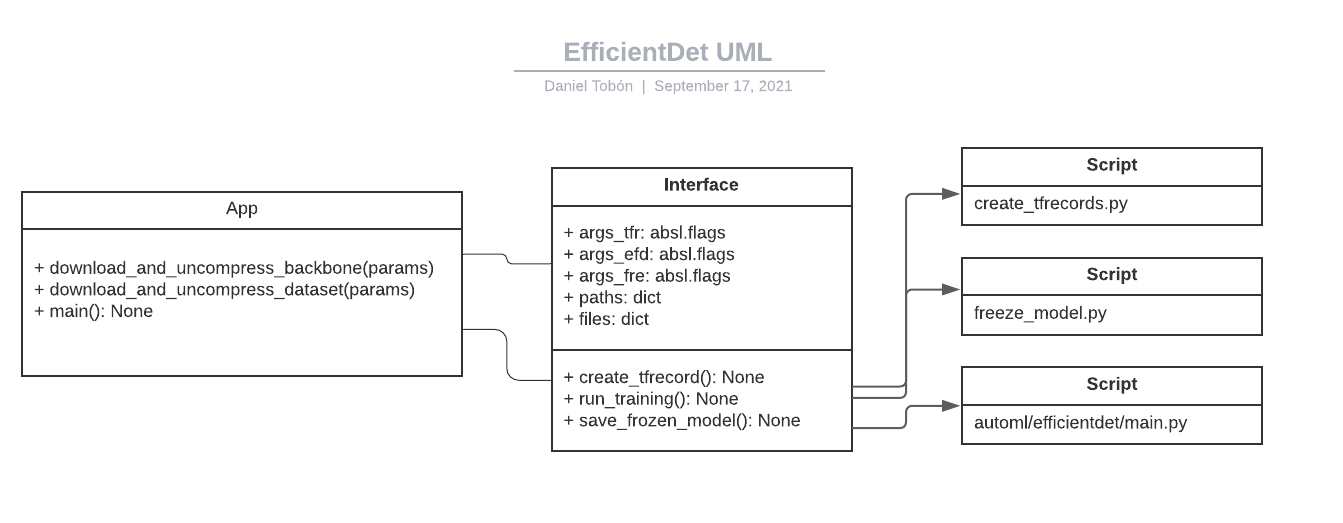 EfficientDet UML
Daniel Tobón | September 17, 2021
App
+ download_and_uncompress_backbone(params)
+ download_and_uncompress_dataset(params)
+ main(): None
Interface
+ args_tfr: absl.flags
+ args_efd: absl.flags
+ args_fre: absl.flags
+ paths: dict
+ files: dict
+ create_tfrecord(): None
+ run_training(): None
+ save_frozen_model(): None
Script
create_tfrecords.py
Script
freeze_model.py
Script
automl/efficientdet/main.py